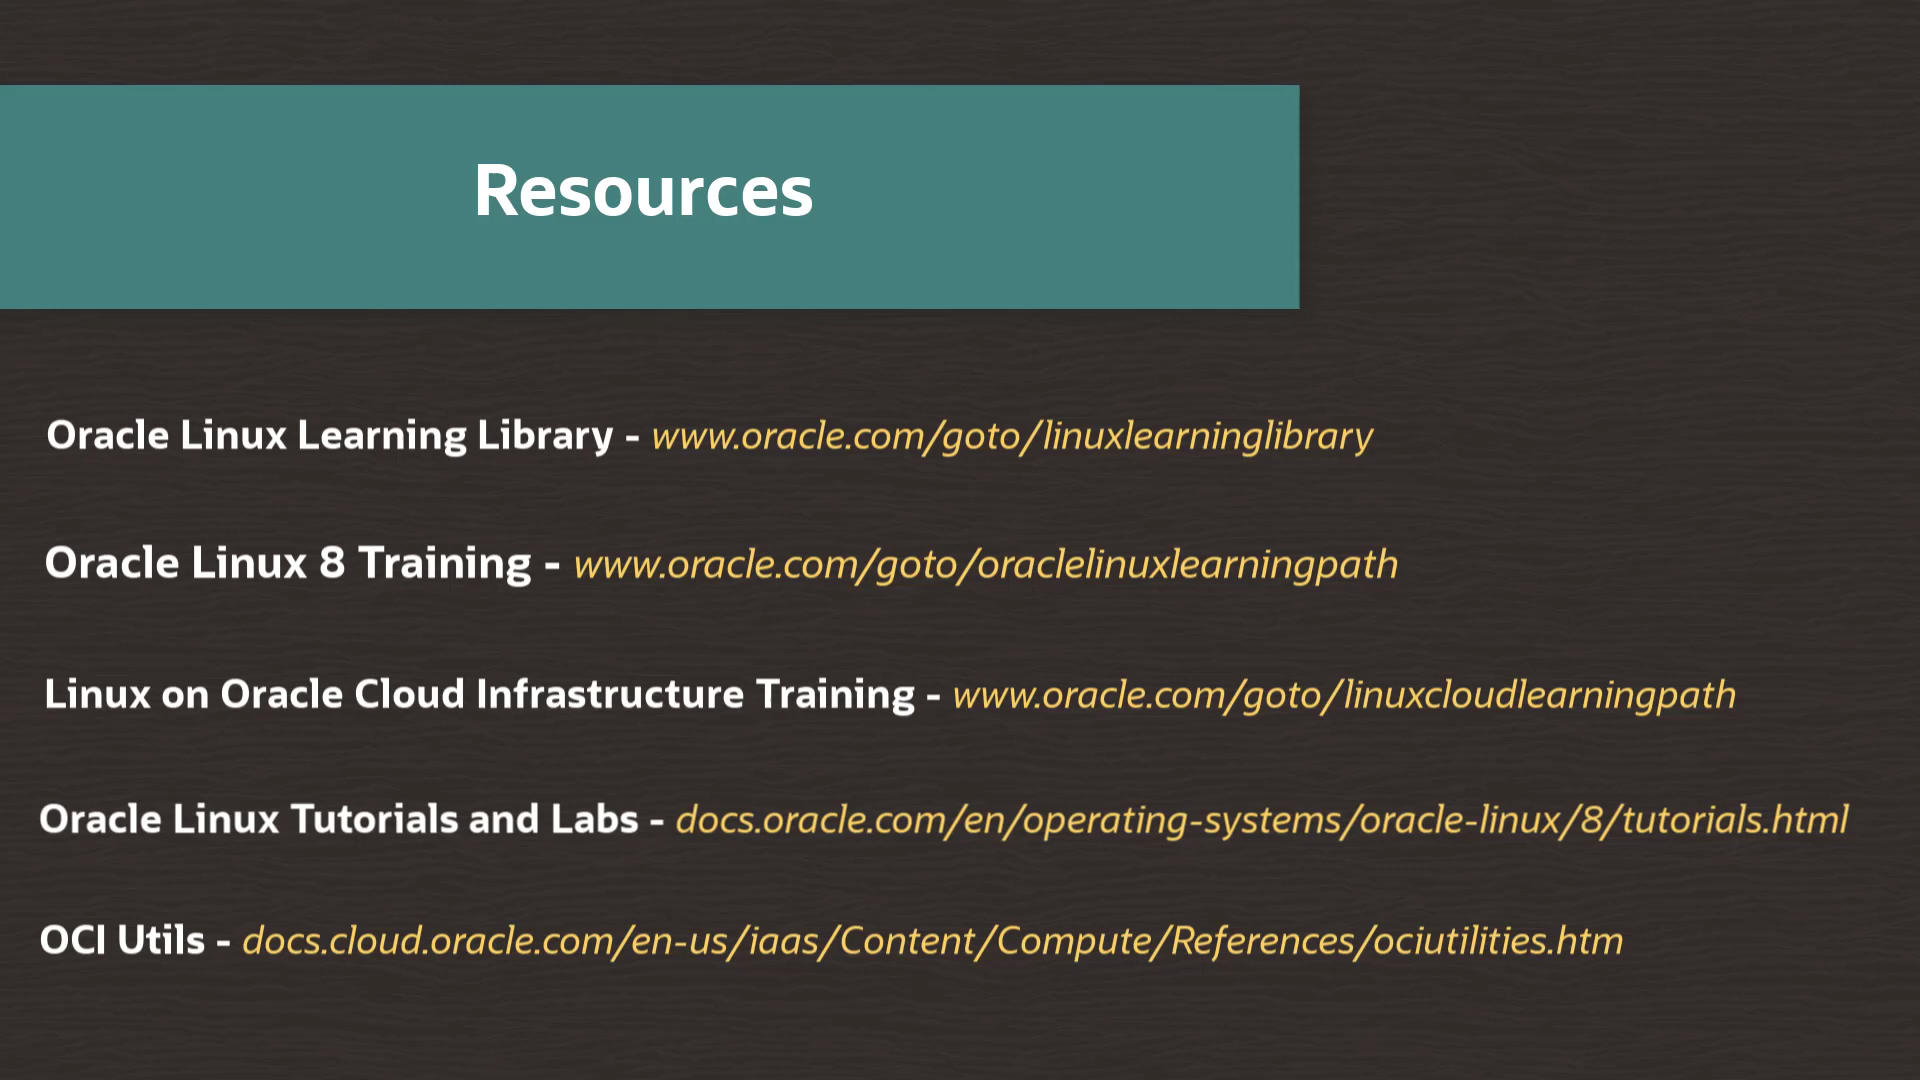 Resources
Oracle Linux Learning Library - www.oracle.com/goto/linuxlearninglibrary
Oracle Linux 8 Training - www.oracle.com/goto/oraclelinuxlearningpath
Linux on Oracle Cloud Infrastructure Training - www.oracle.com/goto/linuxcloudlearningpath
Oracle Linux Tutorials and Labs - docs.oracle.com/en/operating-systems/oracle-linux/8/tutorials.html
OCI Utils - docs.cloud.oracle.com/en-us/iaas/Content/Compute/References/ociutilities.htm